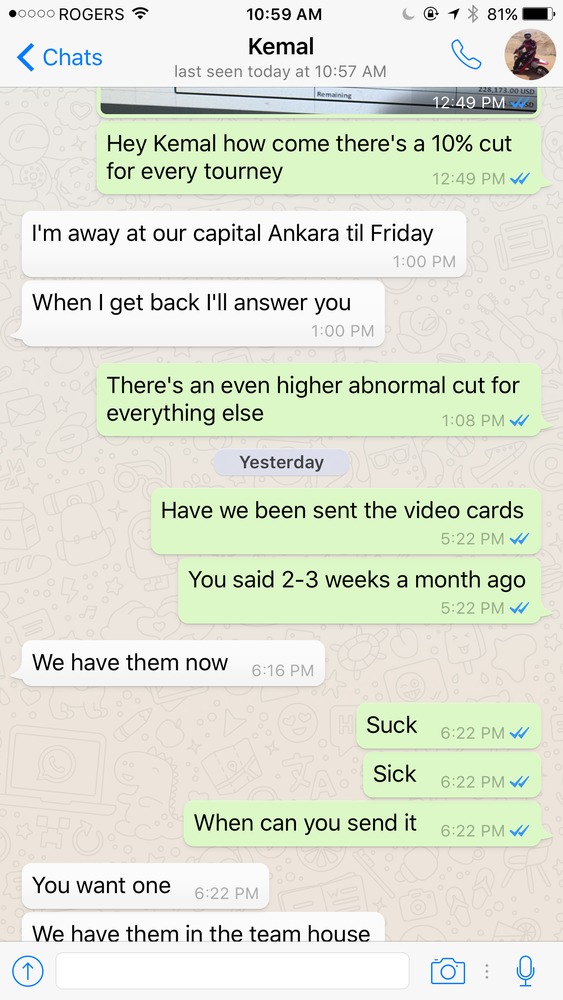 ROGERS 10:59 AM 81%
Chats Kemal
last seen today at 10:57 AM
Remaining 228,173.00 USD
12:49 PM
Hey Kemal how come there's a 10% cut
for every tourney 12:49 PM
I'm away at our capital Ankara til Friday
1:00 PM
When I get back I'll answer you
1:00 PM
There's an even higher abnormal cut for
everything else 1:08 PM
Yesterday
Have we been sent the video cards
5:22 PM
You said 2-3 weeks a month ago
5:22 PM
We have them now 6:16 PM
Suck 6:22 PM
Sick 6:22 PM
When can you send it 6:22 PM
You want one 6:22 PM
We have them in the team house